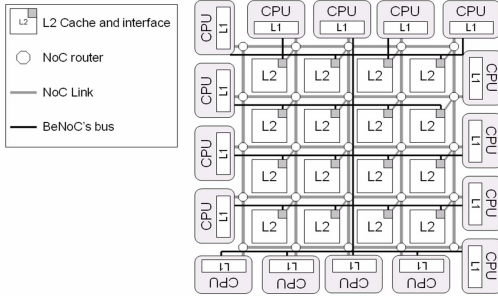 L2 L2 Cache and interface
NoC router
NoC Link
BeNoC's bus
CPU L1
CPU
L1
CPU
L1
CPU
L1
CPU
L1
L2 L2 L2 L2
CPU L1
L1 CPU
L2 L2 L2 L2
CPU L1
L1 CPU
L2 L2 L2 L2
CPU L1
L1 CPU
L2 L2 L2 L2
L1
CPU
L1
CPU
L1
CPU
L1
CPU
L1 CPU